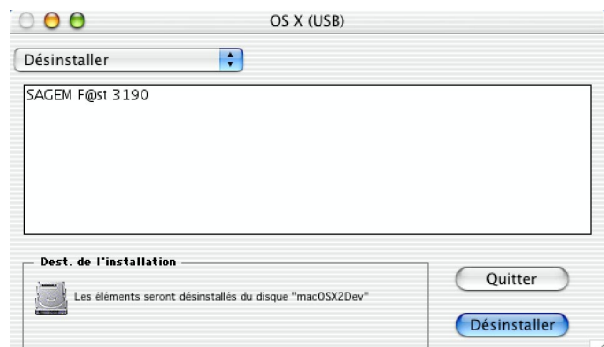 OS X (USB)
Désinstaller
SAGEM F@st 3190
Dest. de l'installation
Les éléments seront désinstallés du disque "macOSX2Dev"
Quitter
Désinstaller